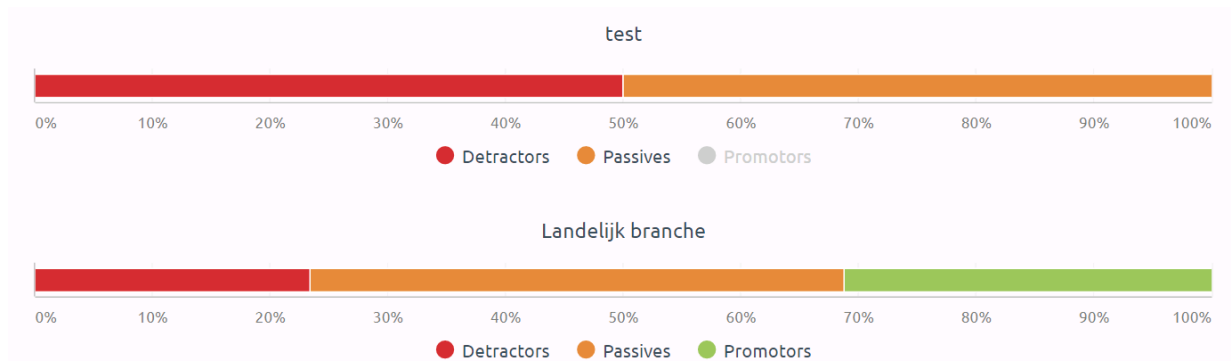 test
0% 10% 20% 30% 40% 50% 60% 70% 80% 90% 100%
Detractors Passives Promotors
Landelijk branche
0% 10% 20% 30% 40% 50% 60% 70% 80% 90% 100%
Detractors Passives Promotors